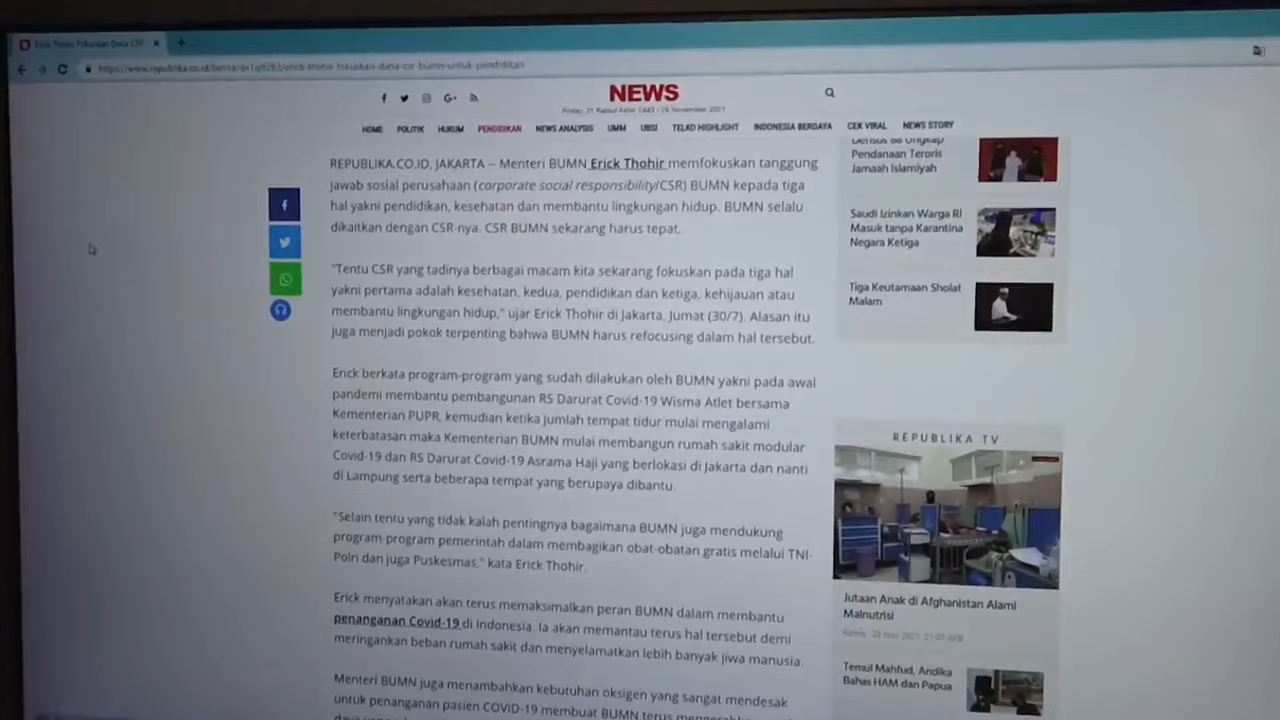 NEWS
HOME POLITIK HUKUM PENDIDIKAN NEWS ANALYSIS UMM UBSI TELKO HIGHLIGHT INDONESIA BERDAYA CEK VIRAL NEWS STORY
REPUBLIKA.CO.ID, JAKARTA – Menteri BUMN Erick Thohir memfokuskan tanggung
jawab sosial perusahaan (corporate social responsibility/CSR) BUMN kepada tiga
hal yakni pendidikan, kesehatan dan membantu lingkungan hidup. BUMN selalu
dikaitkan dengan CSR-nya. CSR BUMN sekarang harus tepat.
"Tentu CSR yang tadinya berbagai macam kita sekarang fokuskan pada tiga hal
yakni pertama adalah kesehatan, kedua, pendidikan dan ketiga, kehijauan atau
membantu lingkungan hidup," ujar Erick Thohir di Jakarta, Jumat (30/7). Alasan itu
juga menjadi pokok terpenting bahwa BUMN harus refocusing dalam hal tersebut.
Erick berkata program-program yang sudah dilakukan oleh BUMN yakni pada awal
pandemi membantu pembangunan RS Darurat Covid-19 Wisma Atlet bersama
Kementerian PUPR, kemudian ketika jumlah tempat tidur mulai mengalami
keterbatasan maka Kementerian BUMN mulai membangun rumah sakit modular
Covid-19 dan RS Darurat Covid-19 Asrama Haji yang berlokasi di Jakarta dan nanti
di Lampung serta beberapa tempat yang berupaya dibantu.
"Selain tentu yang tidak kalah pentingnya bagaimana BUMN juga mendukung
program-program pemerintah dalam membagikan obat-obatan gratis melalui TNI-
Polri dan juga Puskesmas," kata Erick Thohir.
Erick menyatakan akan terus memaksimalkan peran BUMN dalam membantu
penanganan Covid-19 di Indonesia. Ia akan memantau terus hal tersebut demi
meringankan beban rumah sakit dan menyelamatkan lebih banyak jiwa manusia.
Menteri BUMN juga menambahkan kebutuhan oksigen yang sangat mendesak
untuk penanganan pasien COVID-19 membuat BUMN terus
Densus 88 Ungkap
Pendanaan Teroris
Jamaah Islamiyah
Saudi Izinkan Warga RI
Masuk tanpa Karantina
Negara Ketiga
Tiga Keutamaan Sholat
Malam
REPUBLIKA TV
Jutaan Anak di Afghanistan Alami
Malnutrisi
Temui Mahfud, Andika
Bahas HAM dan Papua